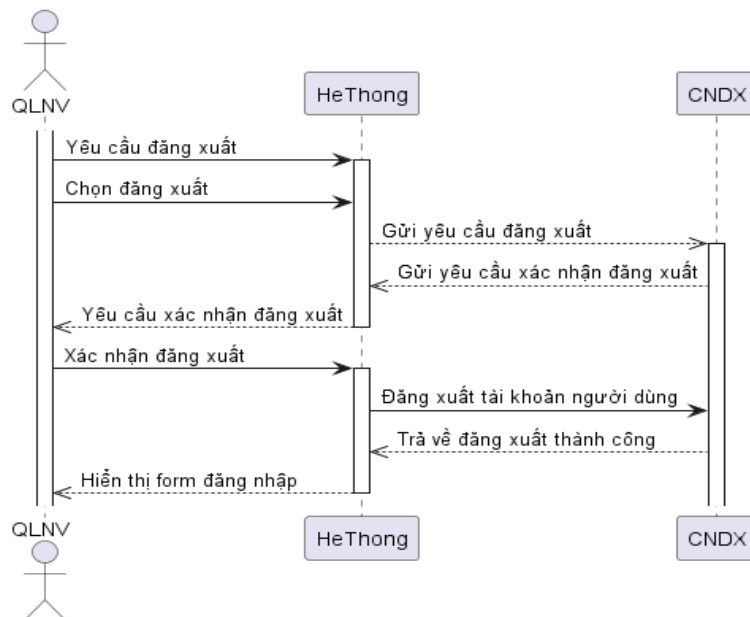 QLNV
HeThong
CNDX
Yêu cầu đăng xuất
Chọn đăng xuất
Gửi yêu cầu đăng xuất
Gửi yêu cầu xác nhận đăng xuất
Yêu cầu xác nhận đăng xuất
Xác nhận đăng xuất
Đăng xuất tài khoản người dùng
Trả về đăng xuất thành công
Hiển thị form đăng nhập
QLNV
HeThong
CNDX